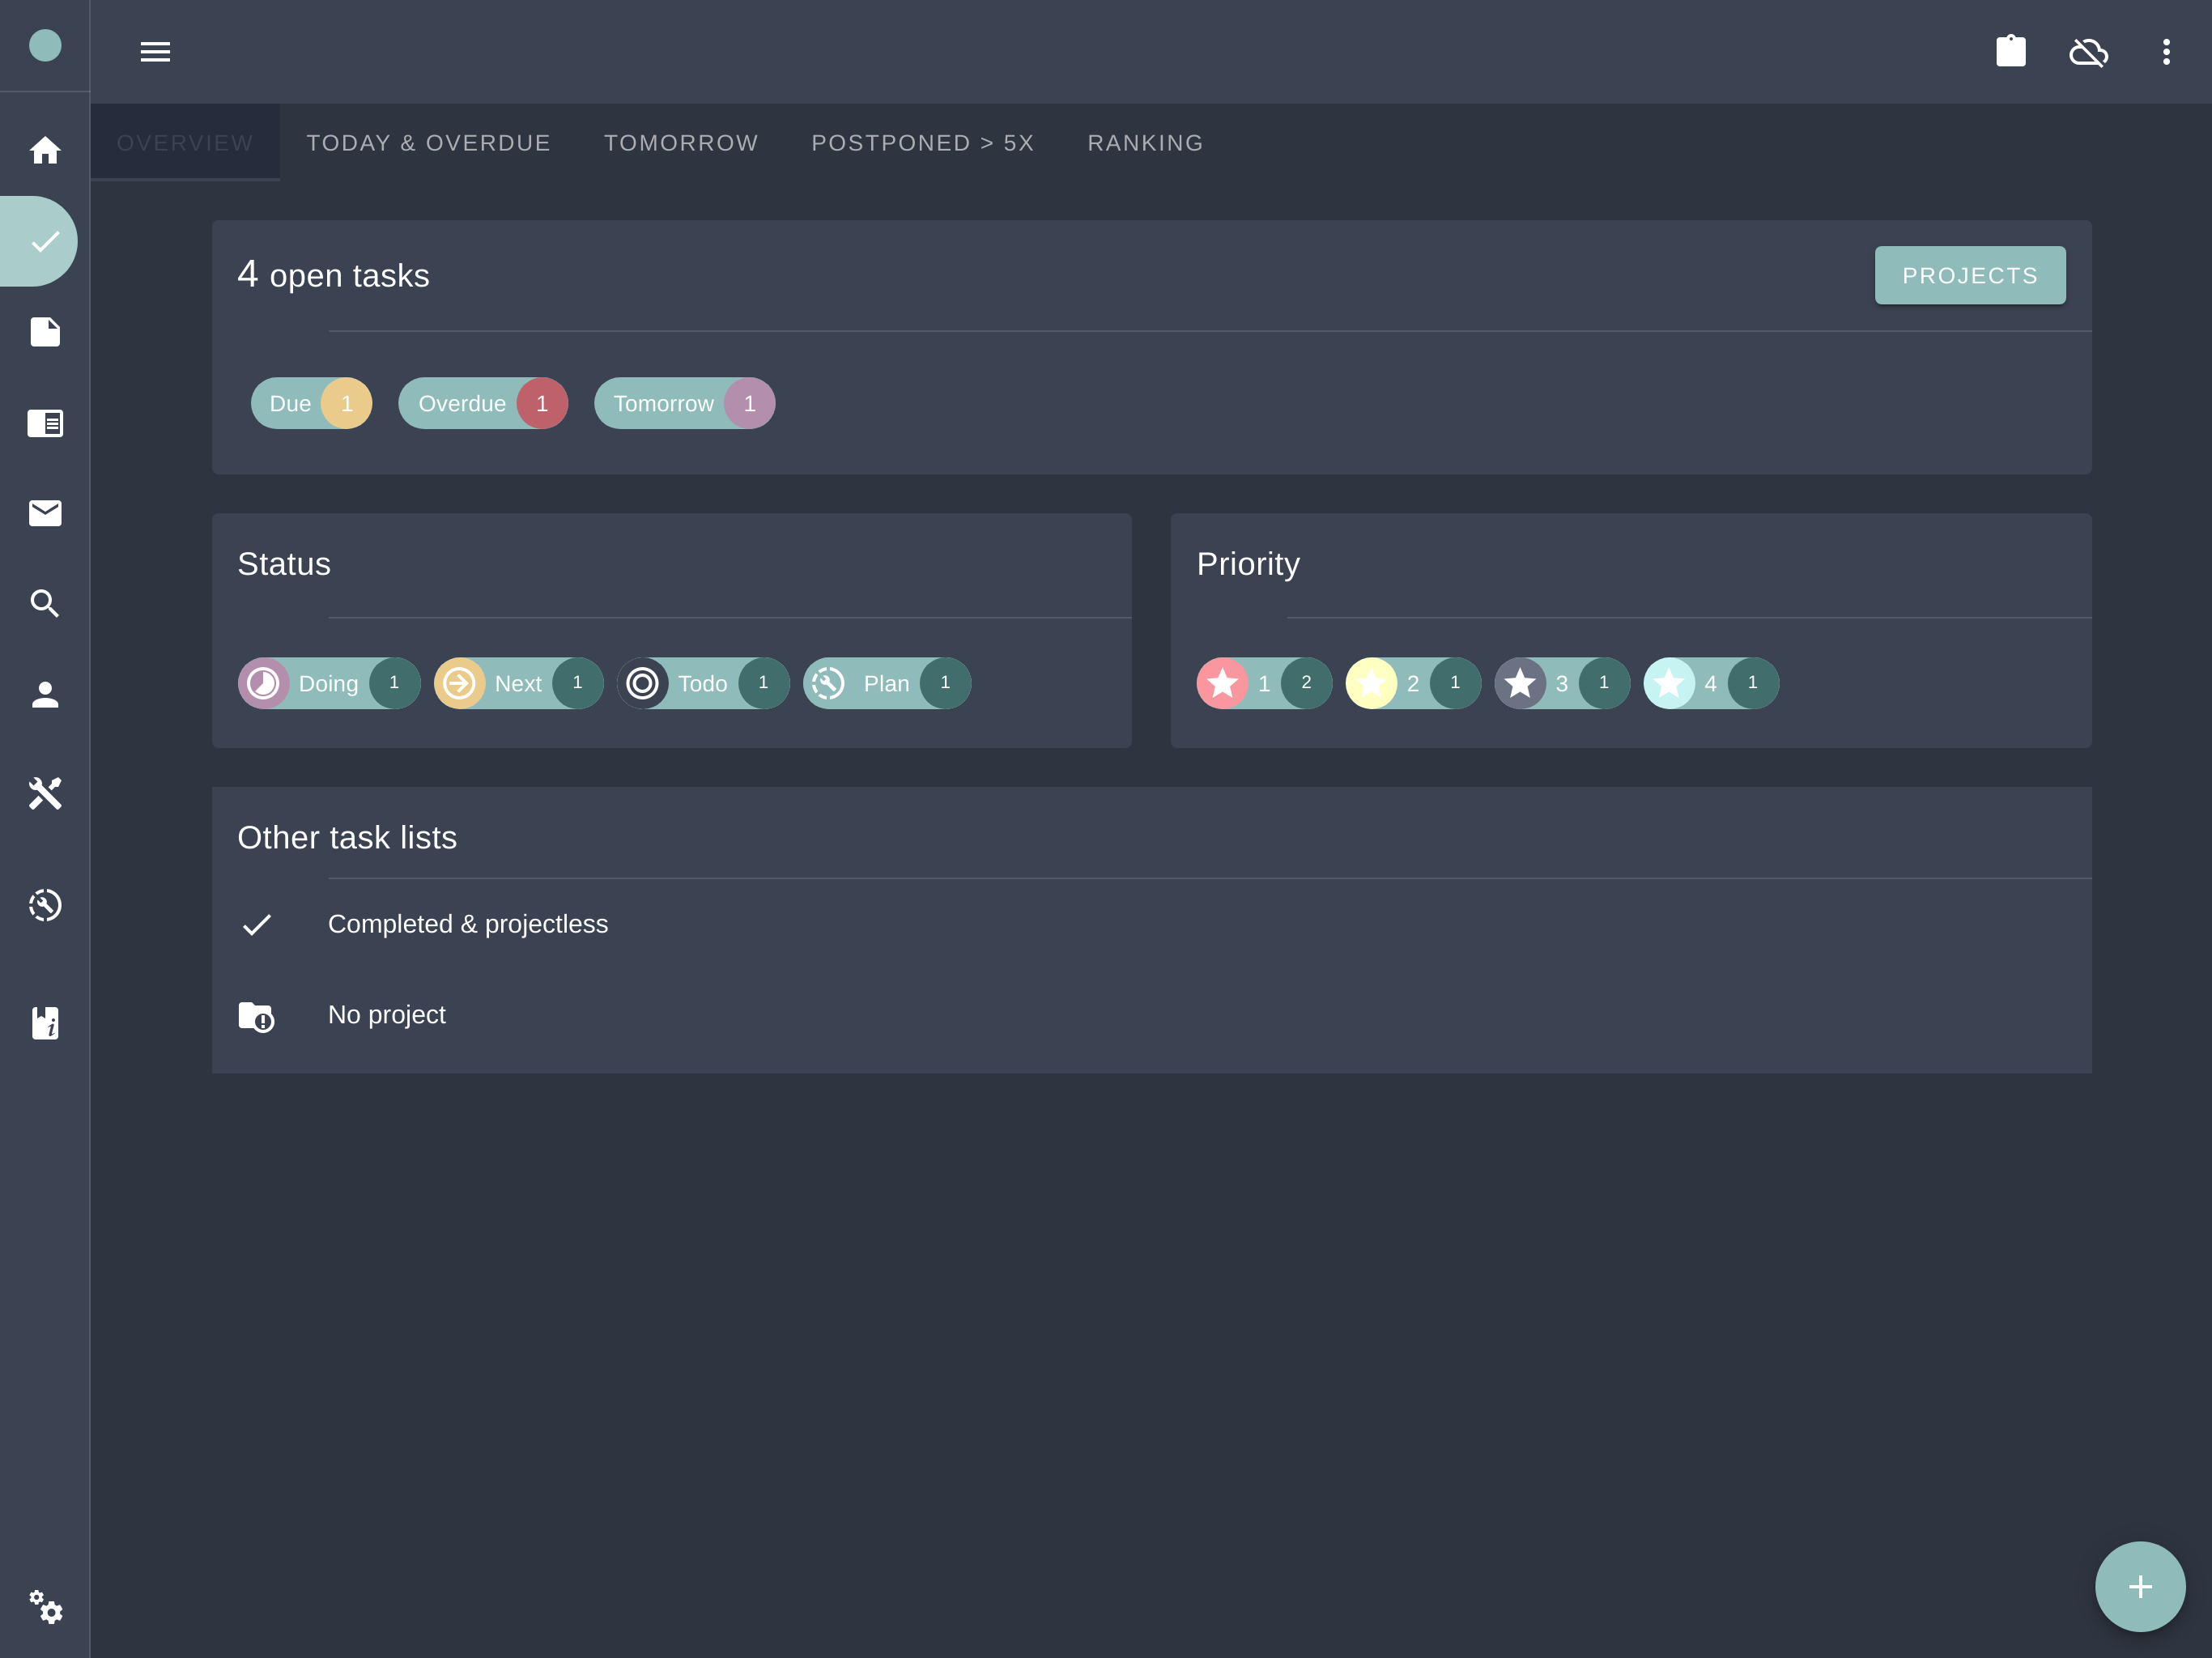 OVERVIEW TODAY & OVERDUE TOMORROW POSTPONED > 5X RANKING
4 open tasks PROJECTS
Due 1 Overdue 1 Tomorrow 1
Status
Doing 1 Next 1 Todo 1 Plan 1
Priority
1 2 2 1 3 1 4 1
Other task lists
Completed & projectless
No project